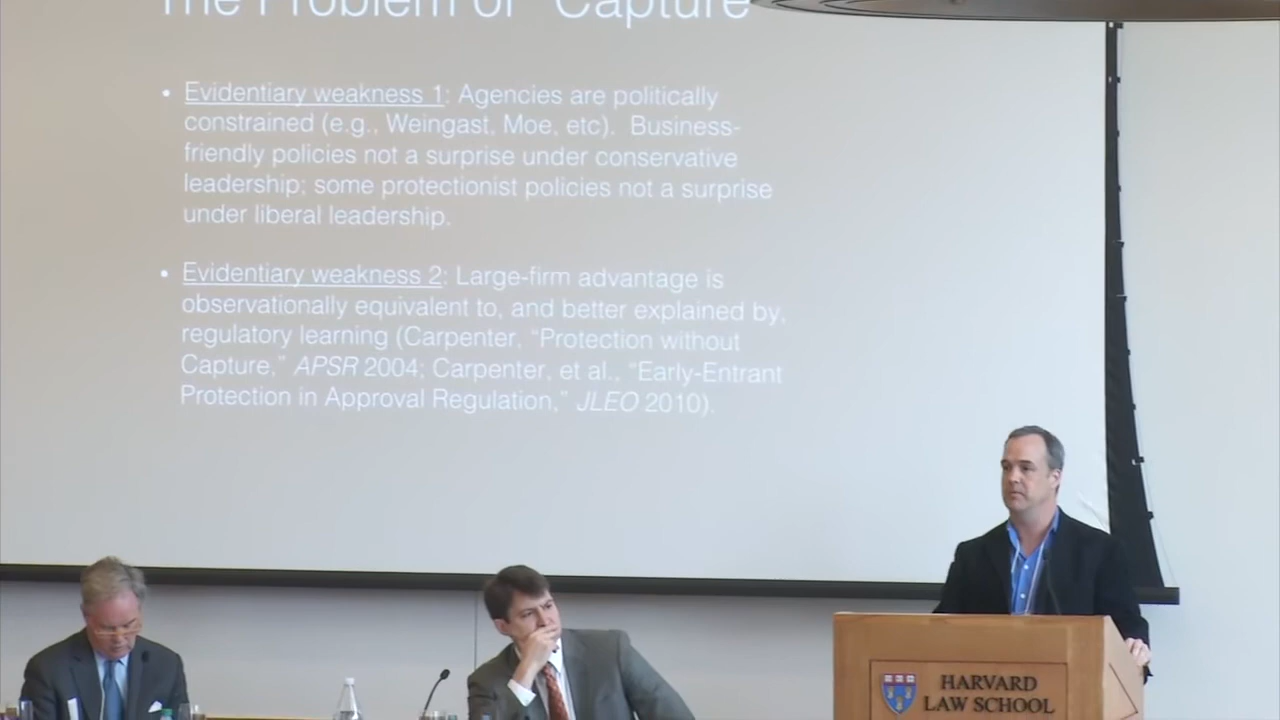 The Problem of "Capture"
• Evidentiary weakness 1: Agencies are politically
constrained (e.g., Weingast, Moe, etc). Business-
friendly policies not a surprise under conservative
leadership; some protectionist policies not a surprise
under liberal leadership.
• Evidentiary weakness 2: Large-firm advantage is
observationally equivalent to, and better explained by,
regulatory learning (Carpenter, "Protection without
Capture," APSR 2004; Carpenter, et al., "Early-Entrant
Protection in Approval Regulation," JLEO 2010).
HARVARD
LAW SCHOOL